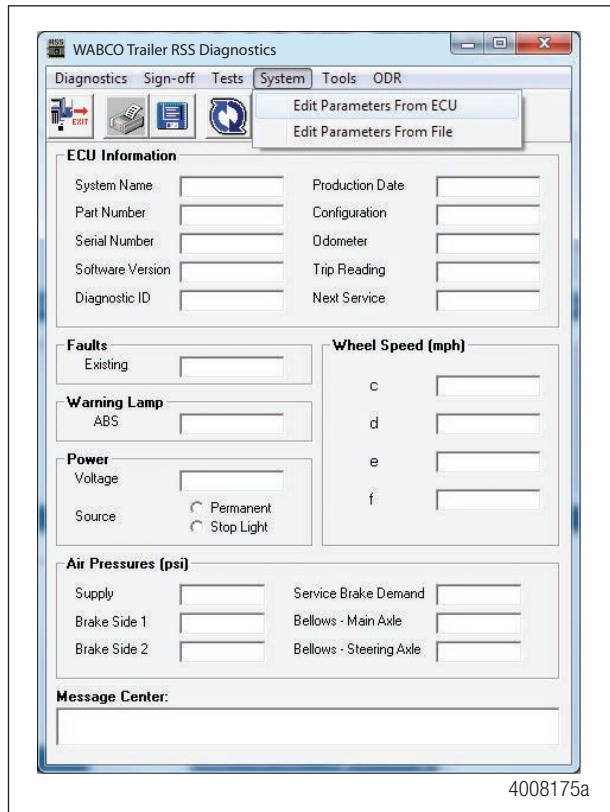 RSS
WABCO Trailer RSS Diagnostics
Diagnostics Sign-off Tests System Tools ODR
EXIT
Edit Parameters From ECU
Edit Parameters From File
ECU Information
System Name Production Date
Part Number Configuration
Serial Number Odometer
Software Version Trip Reading
Diagnostic ID Next Service
Faults
Existing
Warning Lamp
ABS
Power
Voltage
Source Permanent
Stop Light
Wheel Speed (mph)
c
d
e
f
Air Pressures (psi)
Supply Service Brake Demand
Brake Side 1 Bellows - Main Axle
Brake Side 2 Bellows - Steering Axle
Message Center:
4008175a